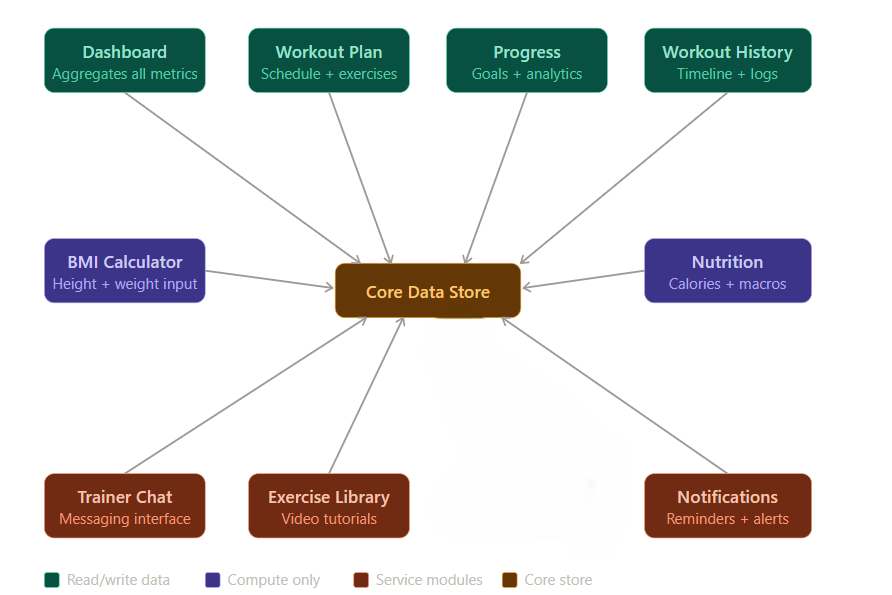 Dashboard
Aggregates all metrics
Workout Plan
Schedule + exercises
Progress
Goals + analytics
Workout History
Timeline + logs
BMI Calculator
Height + weight input
Core Data Store
Nutrition
Calories + macros
Trainer Chat
Messaging interface
Exercise Library
Video tutorials
Notifications
Reminders + alerts
Read/write data
Compute only
Service modules
Core store